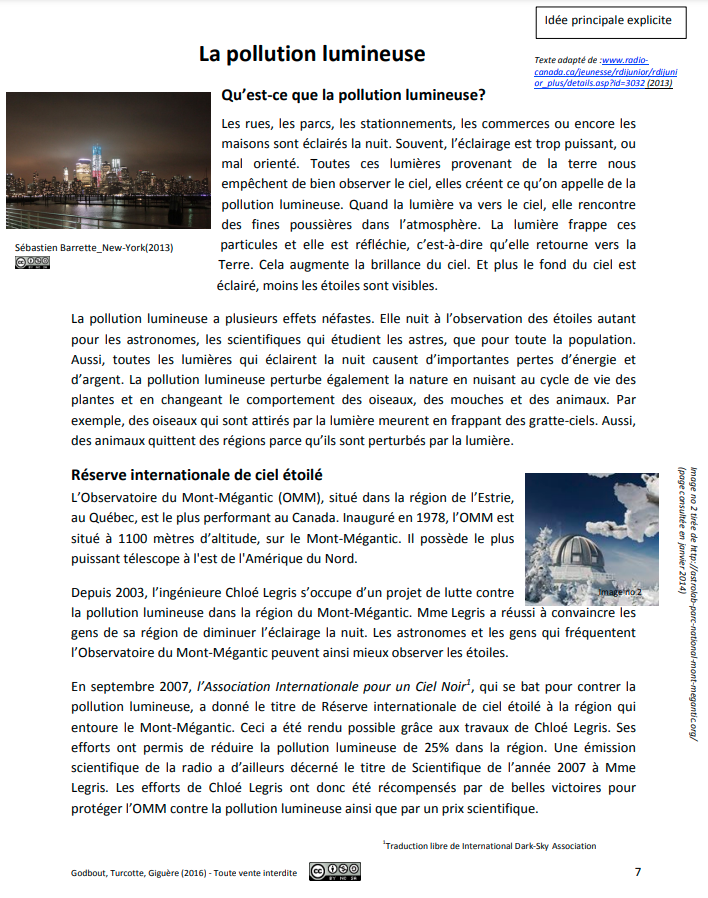 Idée principale explicite
La pollution lumineuse
Texte adapté de :www.radio-
canada.ca/jeunesse/rdijunior/rdijuni
or_plus/details.asp?id=3032 (2013)
Qu’est-ce que la pollution lumineuse?
Les rues, les parcs, les stationnements, les commerces ou encore les
maisons sont éclairés la nuit. Souvent, l’éclairage est trop puissant, ou
mal orienté. Toutes ces lumières provenant de la terre nous
empêchent de bien observer le ciel, elles créent ce qu’on appelle de la
pollution lumineuse. Quand la lumière va vers le ciel, elle rencontre
des fines poussières dans l’atmosphère. La lumière frappe ces
particules et elle est réfléchie, c’est-à-dire qu’elle retourne vers la
Terre. Cela augmente la brillance du ciel. Et plus le fond du ciel est
éclairé, moins les étoiles sont visibles.
Sébastien Barrette_New-York(2013)
La pollution lumineuse a plusieurs effets néfastes. Elle nuit à l’observation des étoiles autant
pour les astronomes, les scientifiques qui étudient les astres, que pour toute la population.
Aussi, toutes les lumières qui éclairent la nuit causent d’importantes pertes d’énergie et
d’argent. La pollution lumineuse perturbe également la nature en nuisant au cycle de vie des
plantes et en changeant le comportement des oiseaux, des mouches et des animaux. Par
exemple, des oiseaux qui sont attirés par la lumière meurent en frappant des gratte-ciels. Aussi,
des animaux quittent des régions parce qu’ils sont perturbés par la lumière.
Réserve internationale de ciel étoilé
L’Observatoire du Mont-Mégantic (OMM), situé dans la région de l’Estrie,
au Québec, est le plus performant au Canada. Inauguré en 1978, l’OMM est
situé à 1100 mètres d’altitude, sur le Mont-Mégantic. Il possède le plus
puissant télescope à l'est de l'Amérique du Nord.
Image no 2
Image no 2 tirée de http://astrolab-parc-national-mont-megantic.org/
(page consultée en janvier 2014)
Depuis 2003, l’ingénieure Chloé Legris s’occupe d’un projet de lutte contre
la pollution lumineuse dans la région du Mont-Mégantic. Mme Legris a réussi à convaincre les
gens de sa région de diminuer l’éclairage la nuit. Les astronomes et les gens qui fréquentent
l’Observatoire du Mont-Mégantic peuvent ainsi mieux observer les étoiles.
En septembre 2007, l’Association Internationale pour un Ciel Noir¹, qui se bat pour contrer la
pollution lumineuse, a donné le titre de Réserve internationale de ciel étoilé à la région qui
entoure le Mont-Mégantic. Ceci a été rendu possible grâce aux travaux de Chloé Legris. Ses
efforts ont permis de réduire la pollution lumineuse de 25% dans la région. Une émission
scientifique de la radio a d’ailleurs décerné le titre de Scientifique de l’année 2007 à Mme
Legris. Les efforts de Chloé Legris ont donc été récompensés par de belles victoires pour
protéger l’OMM contre la pollution lumineuse ainsi que par un prix scientifique.
¹Traduction libre de International Dark-Sky Association
Godbout, Turcotte, Giguère (2016) - Toute vente interdite
cc BY NC SA
7